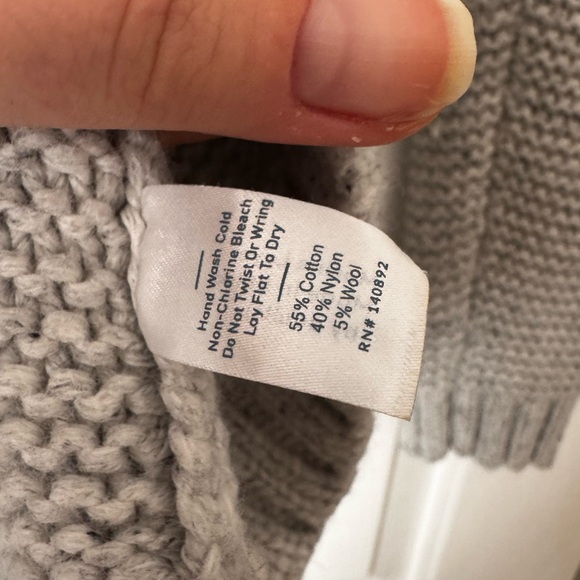 Hand Wash Cold
Non-Chlorine Bleach
Do Not Twist Or Wring
Lay Flat To Dry
55% Cotton
40% Nylon
5% Wool
RN# 140892